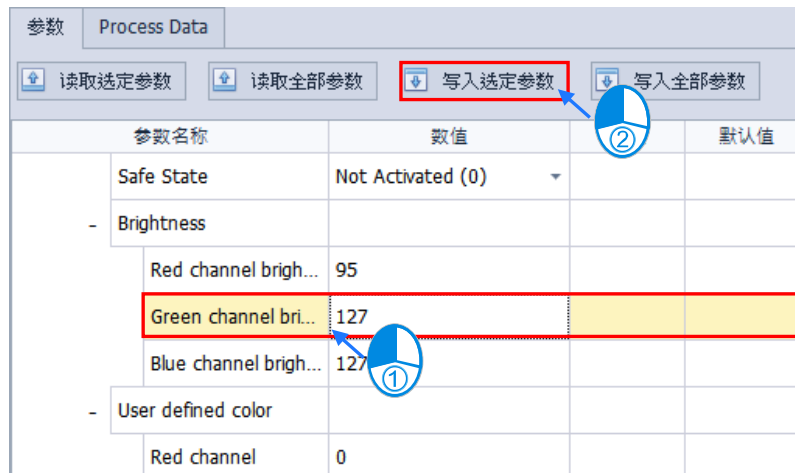 参数 Process Data
读取选定参数 读取全部参数 写入选定参数 写入全部参数
参数名称 数值 默认值
Safe State Not Activated (0)
- Brightness
Red channel brigh... 95
Green channel bri... 127
Blue channel brigh... 127
- User defined color
Red channel 0
②
①